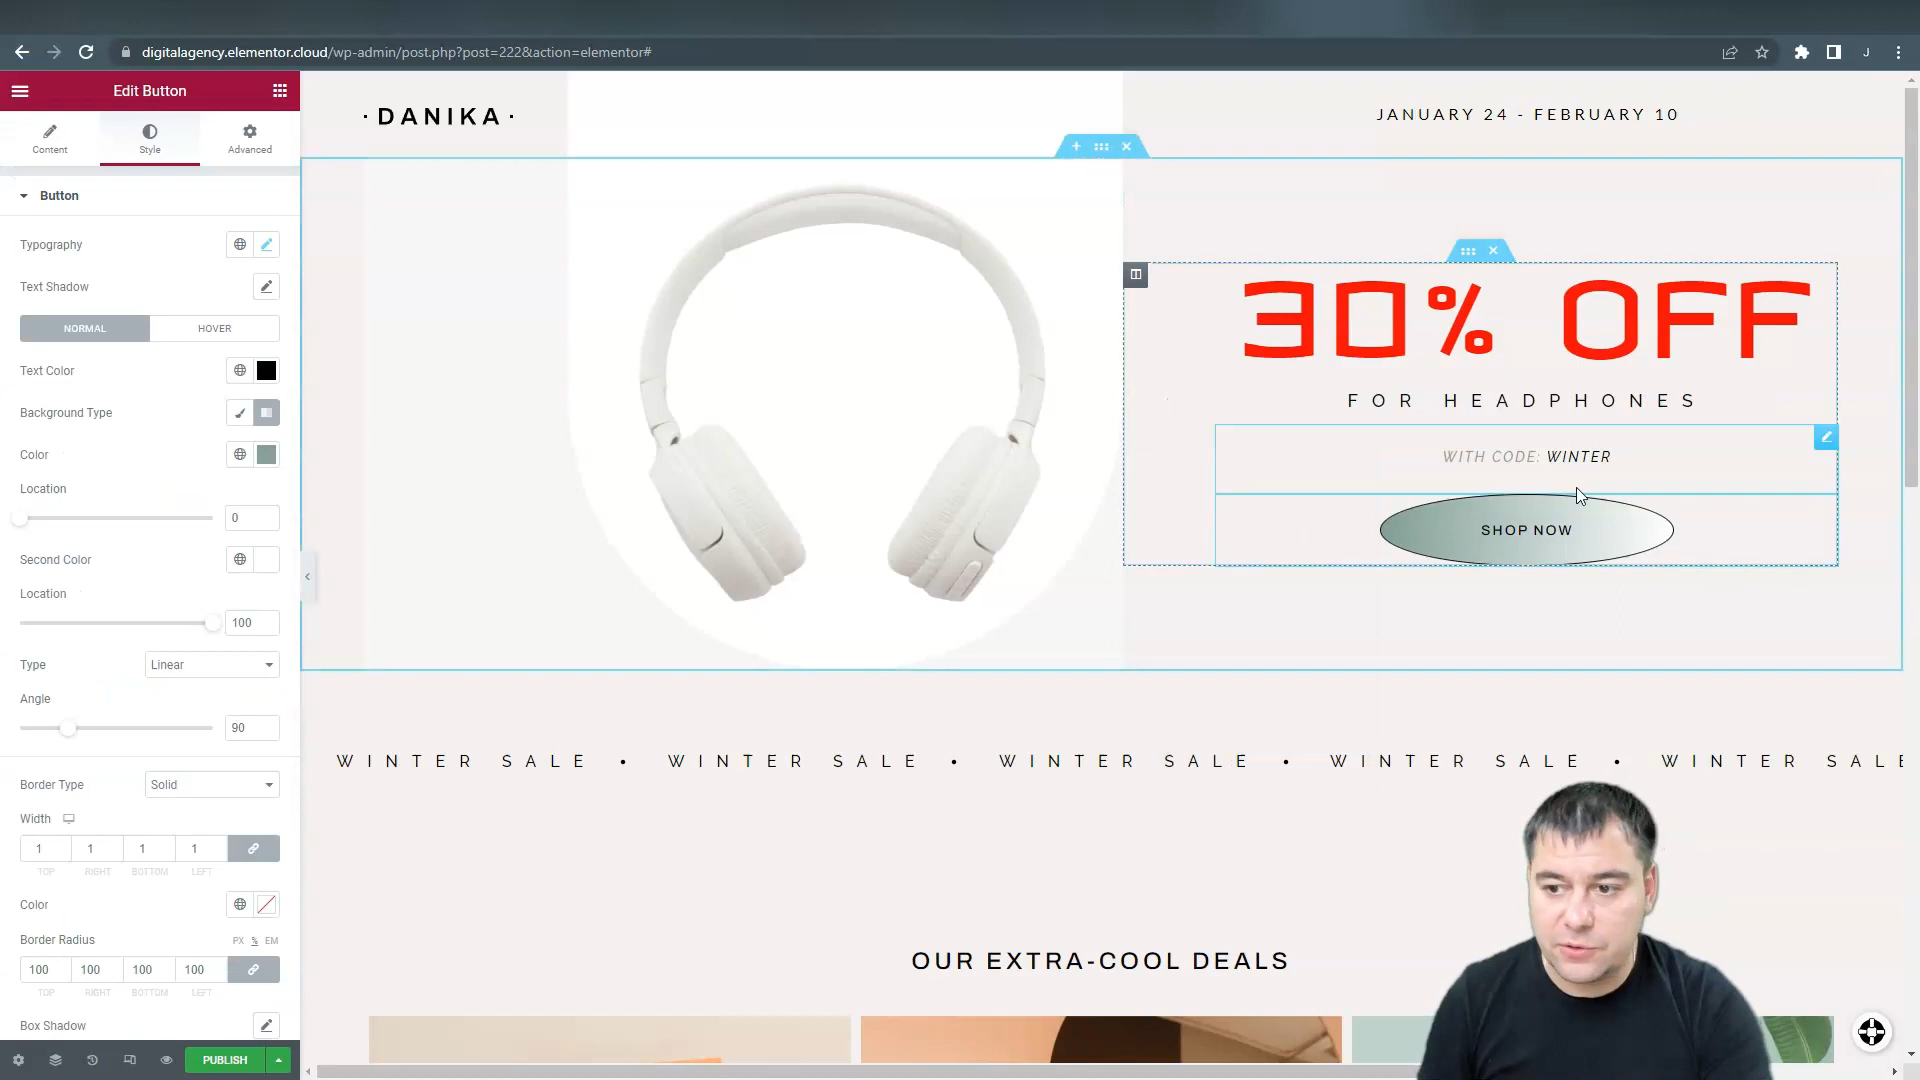 digitalagency.elementor.cloud/wp-admin/post.php?post=222&action=elementor#
J
Edit Button
Content
Style
Advanced
Button
Typography
Text Shadow
NORMAL
HOVER
Text Color
Background Type
Color
Location
0
Second Color
Location
100
Type
Linear
Angle
90
Border Type
Solid
Width
1
1
1
1
TOP
RIGHT
BOTTOM
LEFT
Color
Border Radius
PX
%
EM
100
100
100
100
TOP
RIGHT
BOTTOM
LEFT
Box Shadow
PUBLISH
· DANIKA ·
JANUARY 24 - FEBRUARY 10
30% OFF
FOR HEADPHONES
WITH CODE: WINTER
SHOP NOW
WINTER SALE • WINTER SALE • WINTER SALE • WINTER SALE • WINTER SALE
OUR EXTRA-COOL DEALS